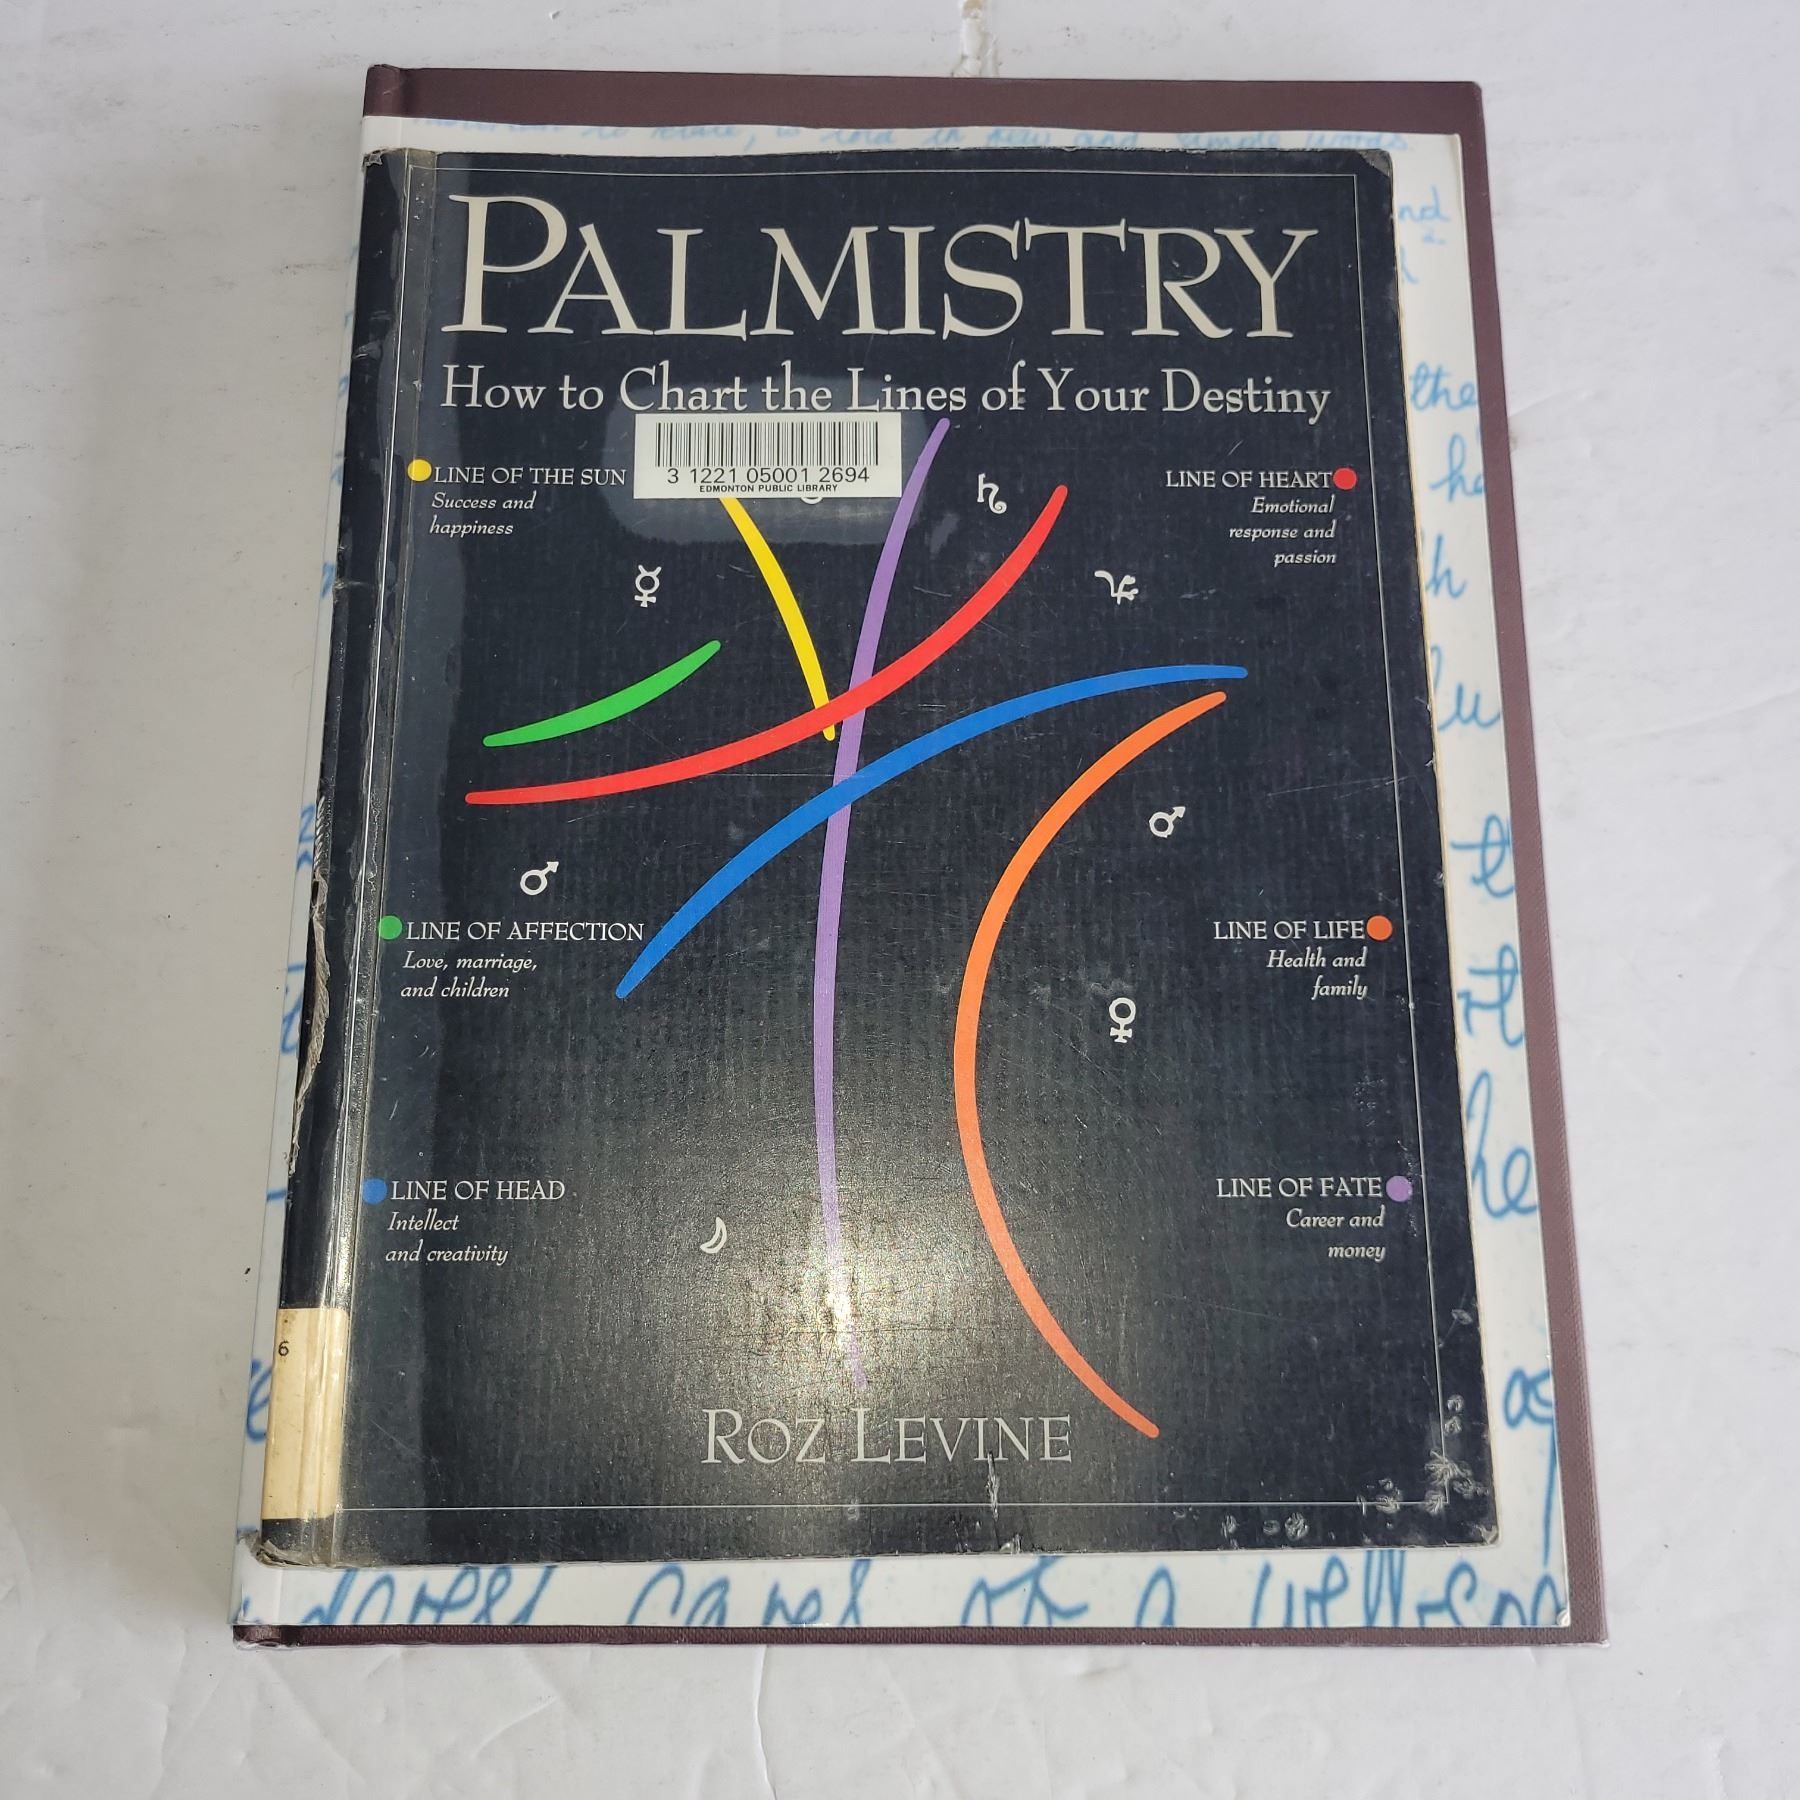 PALMISTRY
How to Chart the Lines of Your Destiny
3 1221 05001 2694
EDMONTON PUBLIC LIBRARY
LINE OF THE SUN
Success and
happiness
LINE OF HEART
Emotional
response and
passion
LINE OF AFFECTION
Love, marriage,
and children
LINE OF LIFE
Health and
family
LINE OF HEAD
Intellect
and creativity
LINE OF FATE
Career and
money
6
ROZ LEVINE
the
of a